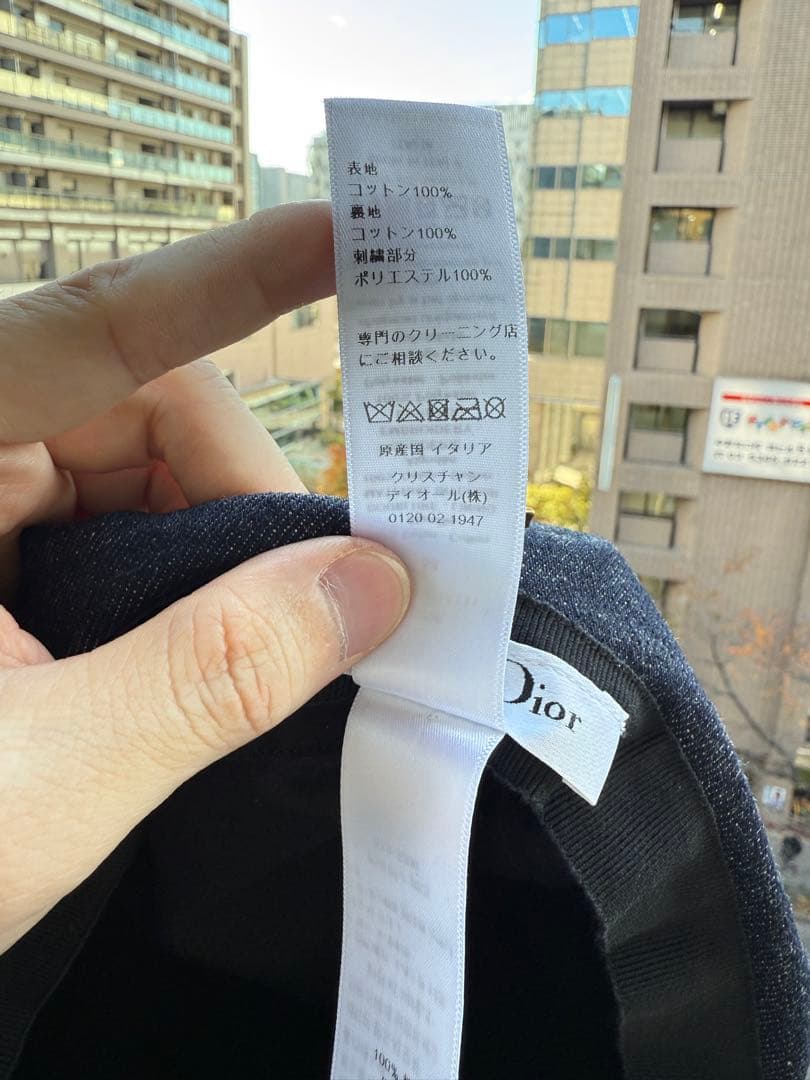 表地
コットン100%
裏地
コットン100%
刺繍部分
ポリエステル100%
専門のクリーニング店
にご相談ください。
原産国 イタリア
クリスチャン
ディオール(株)
0120 02 1947
Dior
100%